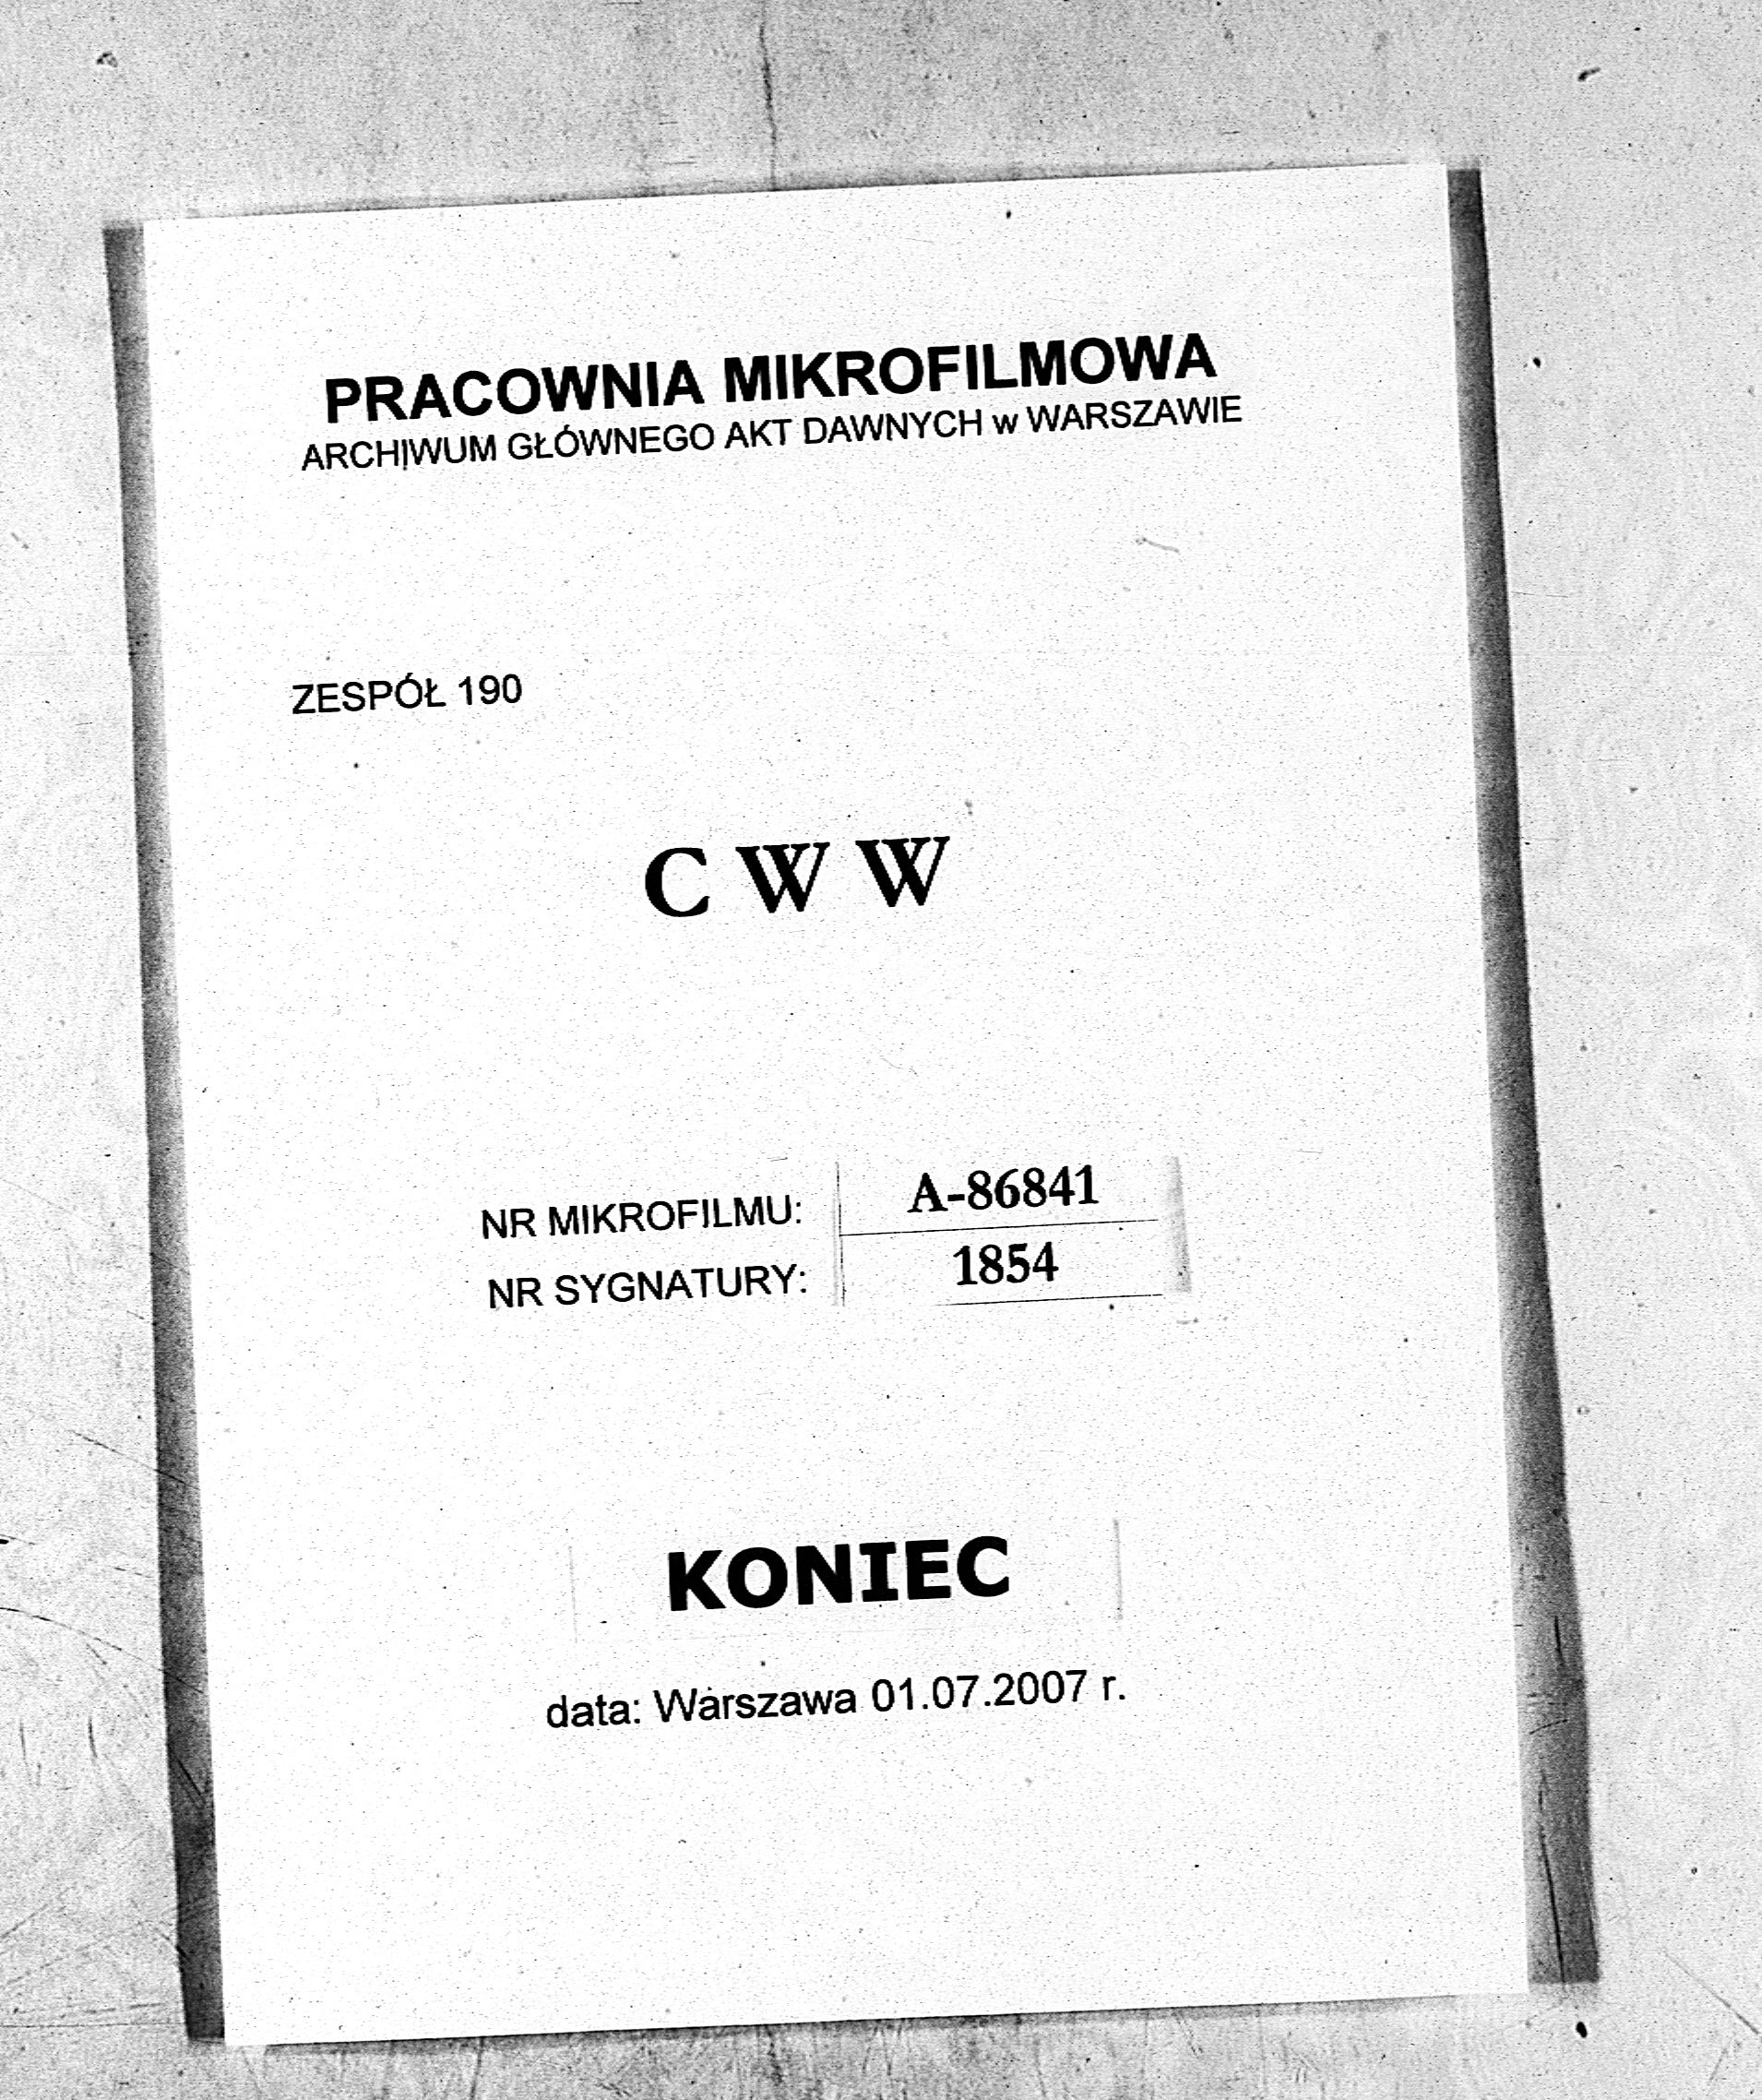 PRACOWNIA MIKROFILMOWA
ARCHIWUM GŁÓWNEGO AKT DAWNYCH w WARSZAWIE
ZESPÓŁ 190
C W W
NR MIKROFILMU: A-86841
NR SYGNATURY: 1854
KONIEC
data: Warszawa 01.07.2007 r.